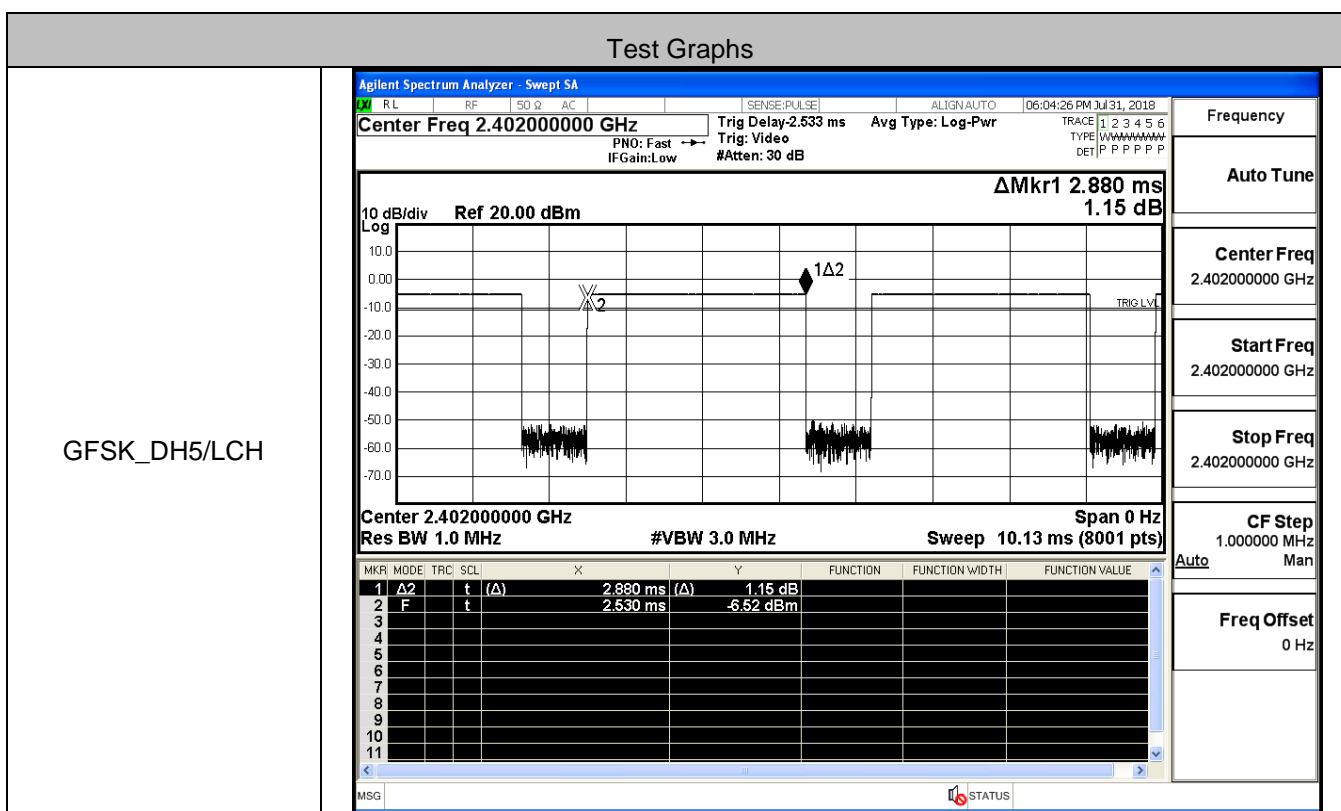 Test Graphs
GFSK_DH5/LCH
Agilent Spectrum Analyzer - Swept SA
LXI RL RF 50 Ω AC SENSE:PULSE ALIGN AUTO 06:04:26 PM Jul 31, 2018
Center Freq 2.402000000 GHz
PNO: Fast
IFGain:Low
Trig Delay-2.533 ms
Trig: Video
#Atten: 30 dB
Avg Type: Log-Pwr
TRACE 1 2 3 4 5 6
TYPE WWWWWW
DET P P P P P P
ΔMkr1 2.880 ms
1.15 dB
10 dB/div Ref 20.00 dBm
Log
10.0
0.00
-10.0
-20.0
-30.0
-40.0
-50.0
-60.0
-70.0
1Δ2
2
TRIG LVL
Center 2.402000000 GHz Span 0 Hz
Res BW 1.0 MHz #VBW 3.0 MHz Sweep 10.13 ms (8001 pts)
MKR MODE TRC SCL X Y FUNCTION FUNCTION WIDTH FUNCTION VALUE
1 Δ2 t (Δ) 2.880 ms (Δ) 1.15 dB
2 F t 2.530 ms -6.52 dBm
3
4
5
6
7
8
9
10
11
MSG STATUS
Frequency
Auto Tune
Center Freq
2.402000000 GHz
Start Freq
2.402000000 GHz
Stop Freq
2.402000000 GHz
CF Step
1.000000 MHz
Auto Man
Freq Offset
0 Hz